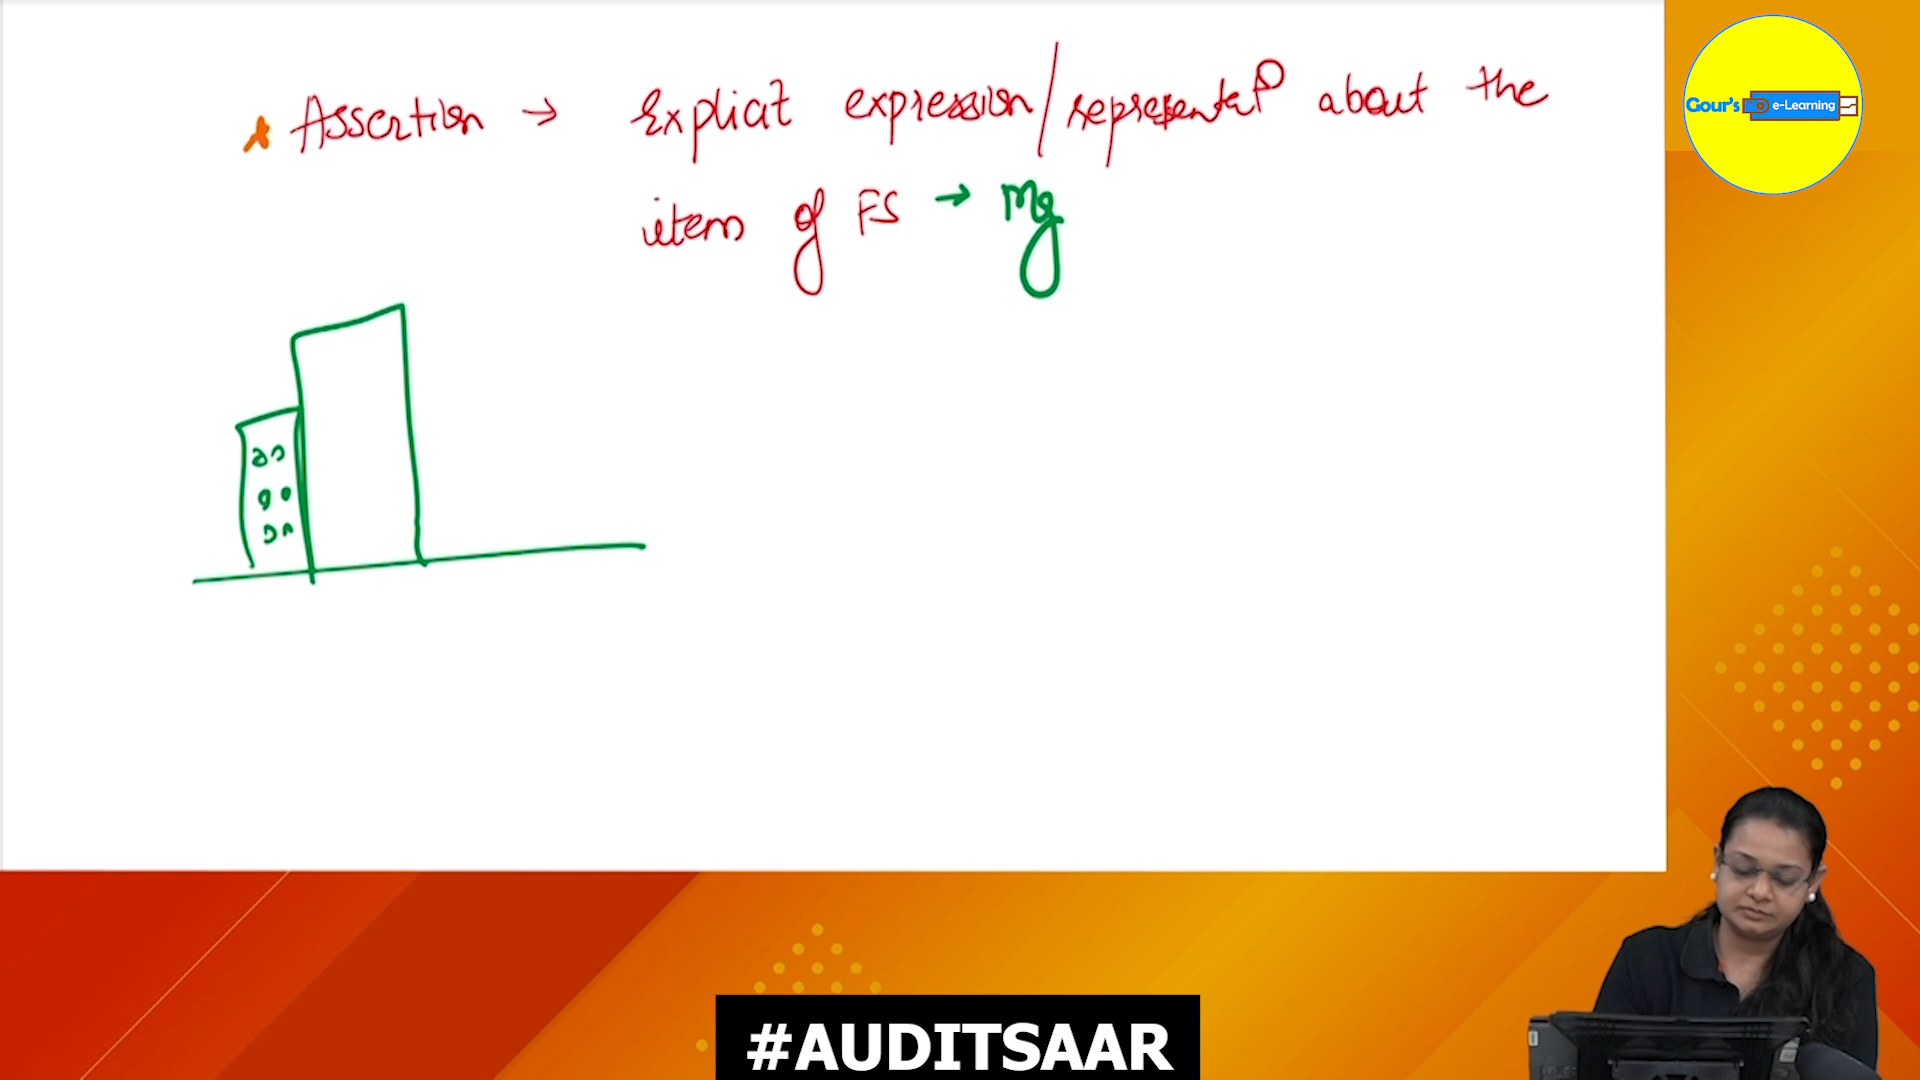 Assertion → Explicit expression/representatⁿ about the
item of FS → Mg
Gour's e-Learning
#AUDITSAAR